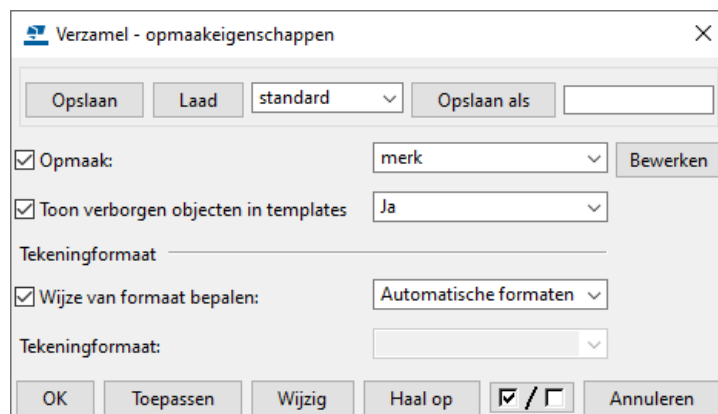 Verzamel - opmaakeigenschappen
Opslaan Laad standard Opslaan als
Opmaak: merk Bewerken
Toon verborgen objecten in templates Ja
Tekeningformaat
Wijze van formaat bepalen: Automatische formaten
Tekeningformaat:
OK Toepassen Wijzig Haal op / Annuleren